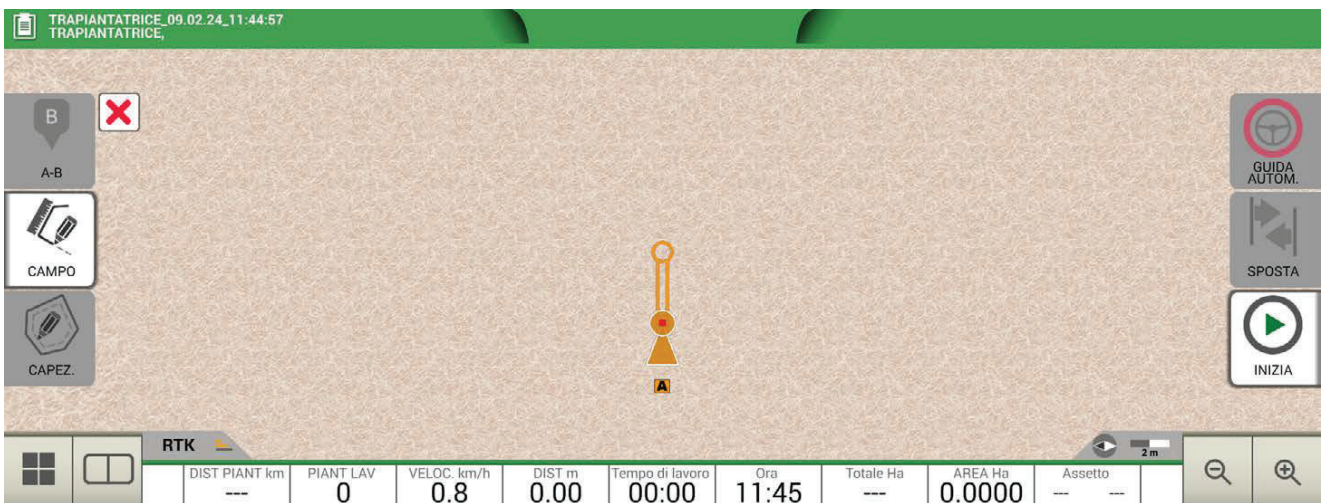 TRAPIANTATRICE_09.02.24_11:44:57
TRAPIANTATRICE,
B
A-B
CAMPO
CAPEZ.
GUIDA
AUTOM.
SPOSTA
INIZIA
A
RTK
2 m
DIST PIANT km
---
PIANT LAV
0
VELOC. km/h
0.8
DIST m
0.00
Tempo di lavoro
00:00
Ora
11:45
Totale Ha
---
AREA Ha
0.0000
Assetto
--- ---